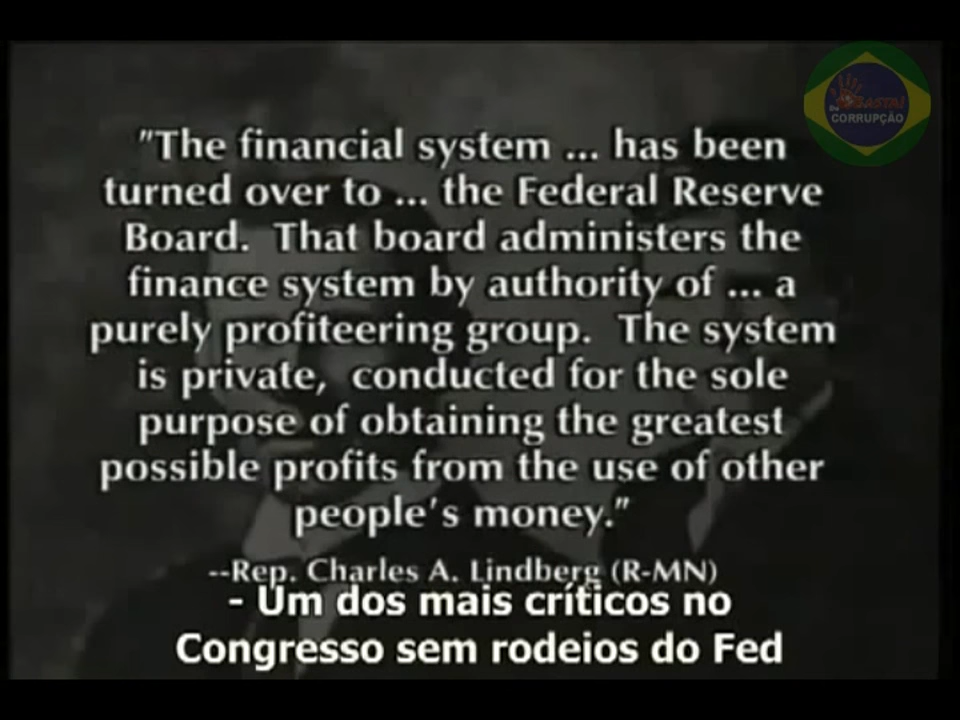 De BASTA!
CORRUPÇÃO
"The financial system ... has been
turned over to ... the Federal Reserve
Board. That board administers the
finance system by authority of ... a
purely profiteering group. The system
is private, conducted for the sole
purpose of obtaining the greatest
possible profits from the use of other
people's money."
--Rep. Charles A. Lindberg (R-MN)
- Um dos mais críticos no
Congresso sem rodeios do Fed